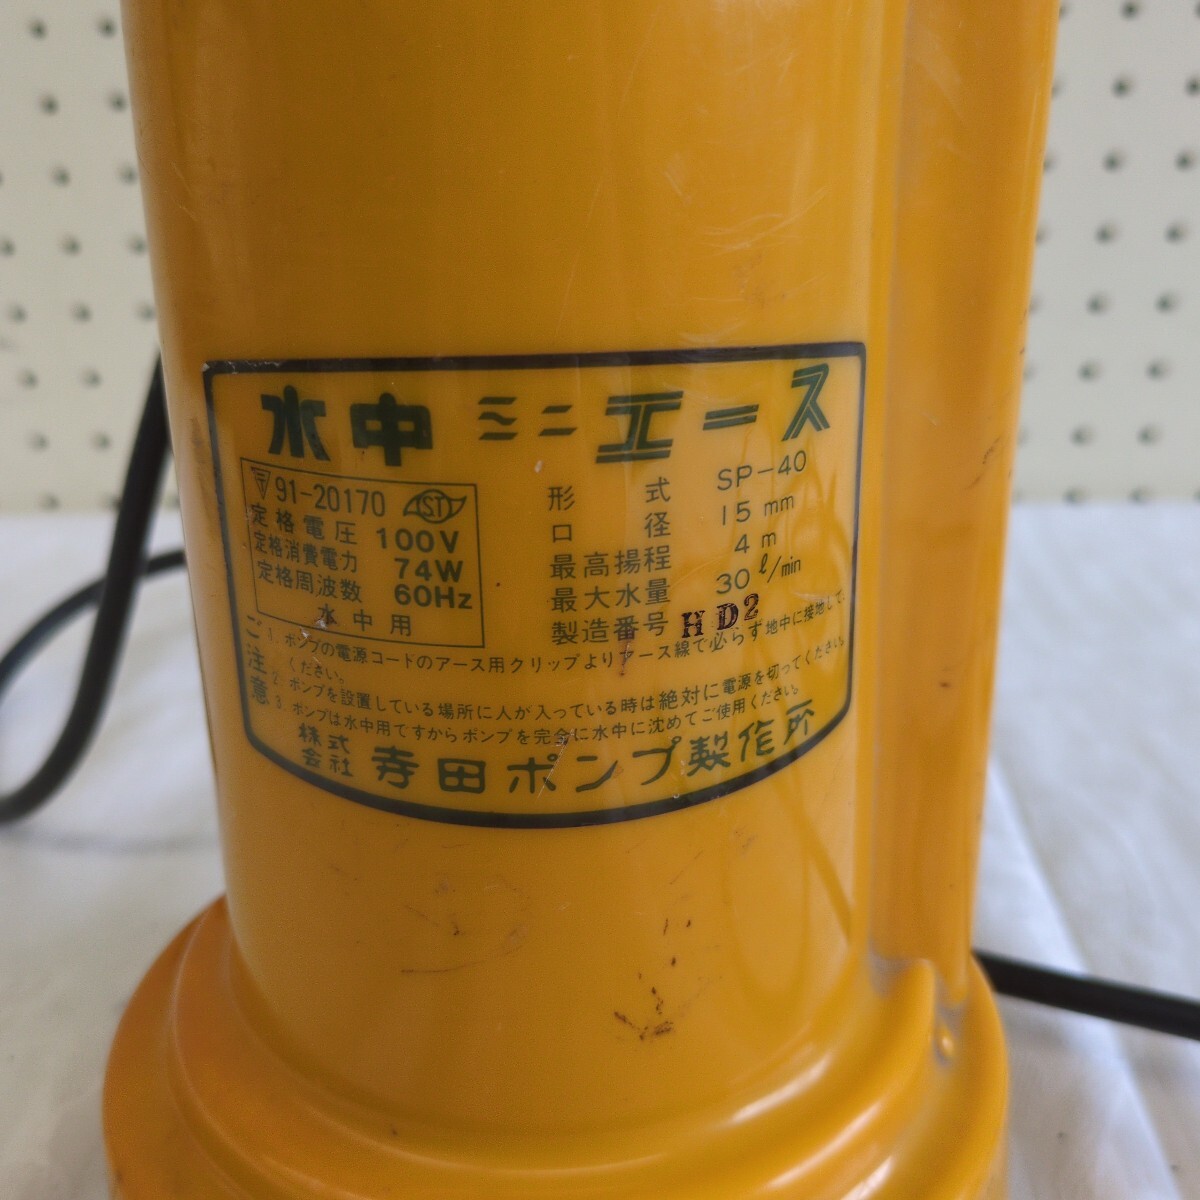 水中ミニエース
〒 91-20170 IST
定格電圧 100V
定格消費電力 74W
定格周波数 60Hz
水中用
形式 SP-40
口径 15mm
最高揚程 4m
最大水量 30ℓ/min
製造番号 HD2
ご注意
1. ポンプの電源コードのアース用クリップよりアース線で必らず地中に接地して、
ください。
2. ポンプを設置している場所に人が入っている時は絶対に電源を切ってください。
3. ポンプは水中用てすからポンプを完全に水中に沈めてご使用ください。
株式会社 寺田ポンプ製作所